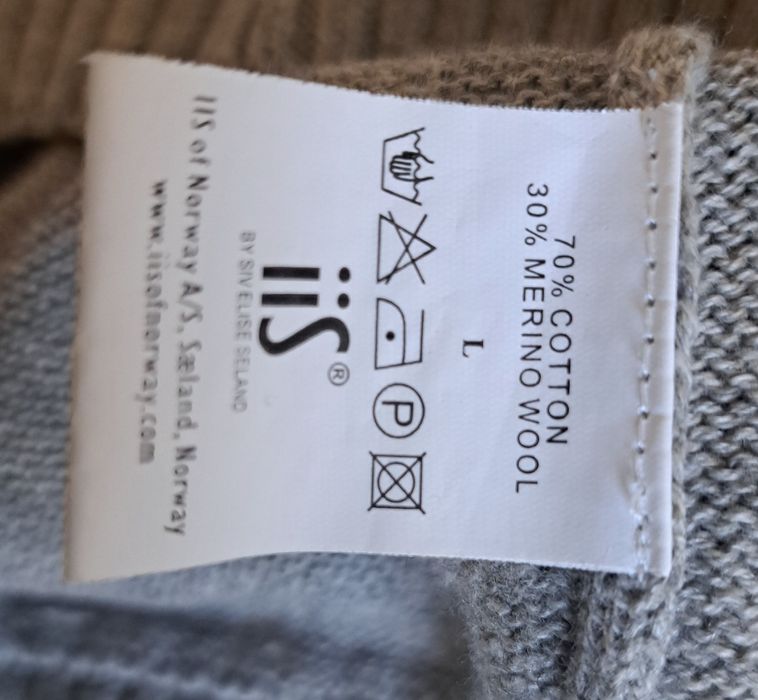 70% COTTON
30% MERINO WOOL
L
P
iiS®
BY SIV ELISE SELAND
IIS of Norway A/S, Sæland, Norway
www.iisofnorway.com